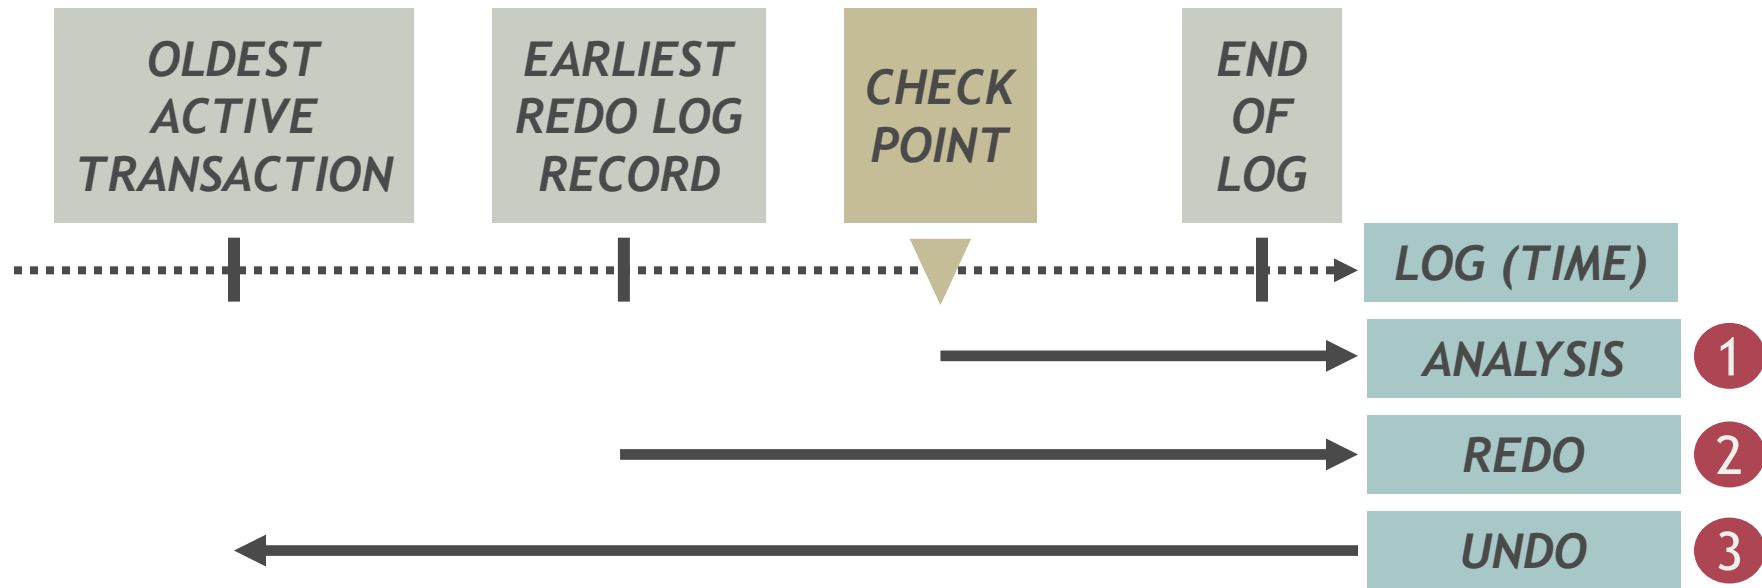 OLDEST
ACTIVE
TRANSACTION
EARLIEST
REDO LOG
RECORD
CHECK
POINT
END
OF
LOG
LOG (TIME)
ANALYSIS 1
REDO 2
UNDO 3